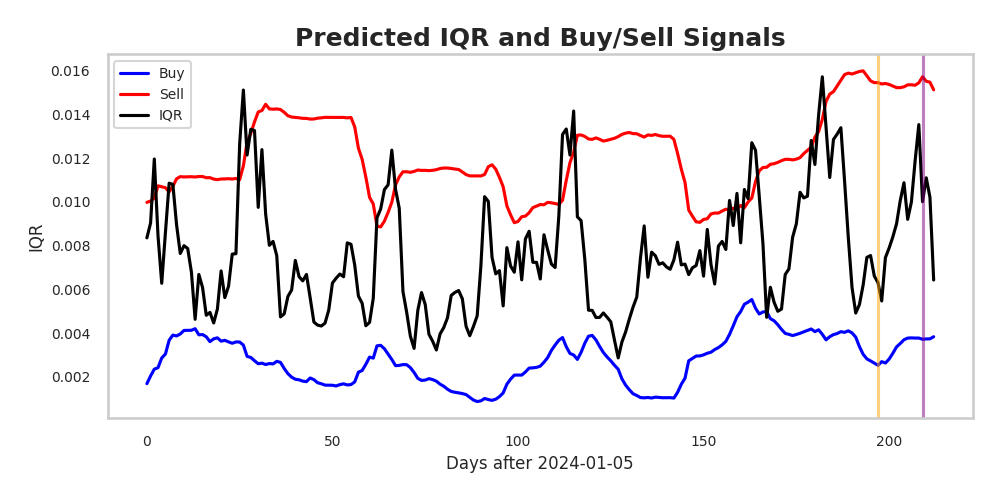 Predicted IQR and Buy/Sell Signals
Buy
Sell
IQR
0.016
0.014
0.012
0.010
0.008
0.006
0.004
0.002
IQR
0
50
100
150
200
Days after 2024-01-05